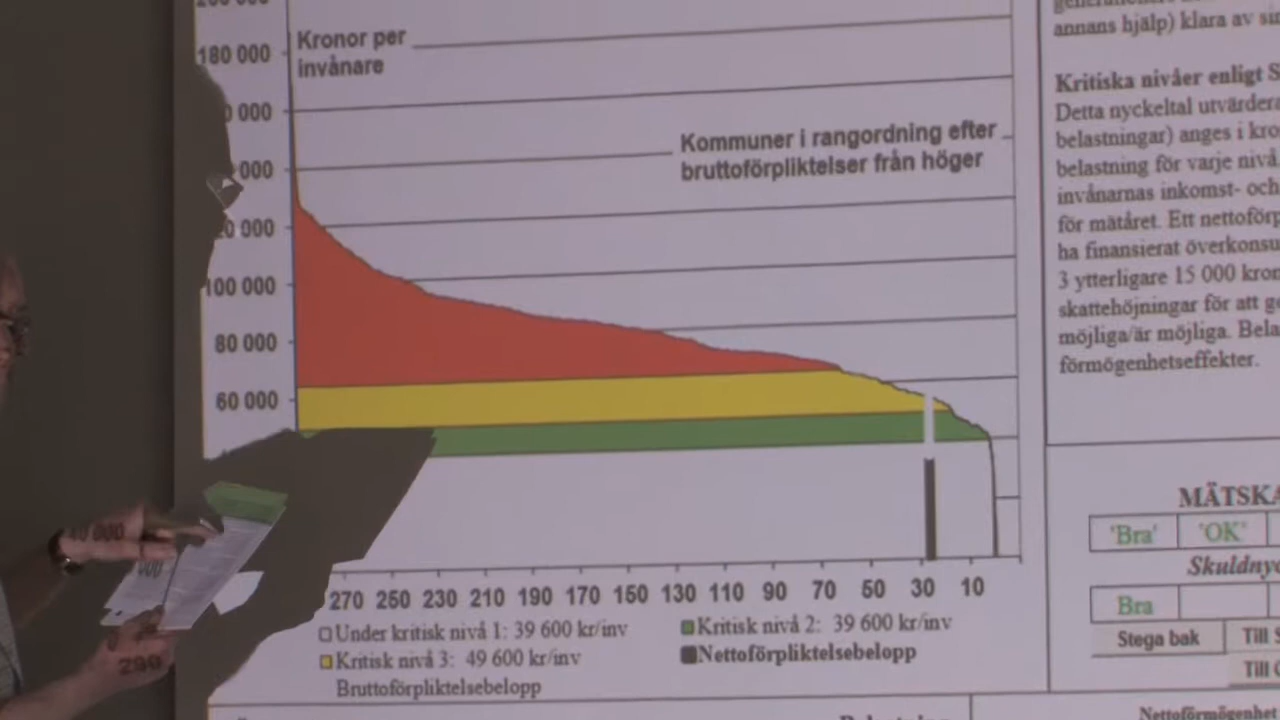 Kronor per
invånare
180 000
100 000
80 000
60 000
Kommuner i rangordning efter
bruttoförpliktelser från höger
290 270 250 230 210 190 170 150 130 110 90 70 50 30 10
Under kritisk nivå 1: 39 600 kr/inv
Kritisk nivå 2: 39 600 kr/inv
Kritisk nivå 3: 49 600 kr/inv
Nettoförpliktelsebelopp
Bruttoförpliktelsebelopp
annans hjälp) klara av
Kritiska nivåer enligt S
Detta nyckeltal utvärdera
belastningar) anges i kro
belastning för varje nivå
invånarnas inkomst- och
för mätåret. Ett nettoförp
ha finansierat överkonsu
3 ytterligare 15 000 kron
skattehöjningar för att g
möjliga/är möjliga. Bela
förmögenhetseffekter.
MÄTSKA
'Bra' 'OK'
Skuldnyc
Bra
Stega bak Till S
Till
Nettoförmögenhet